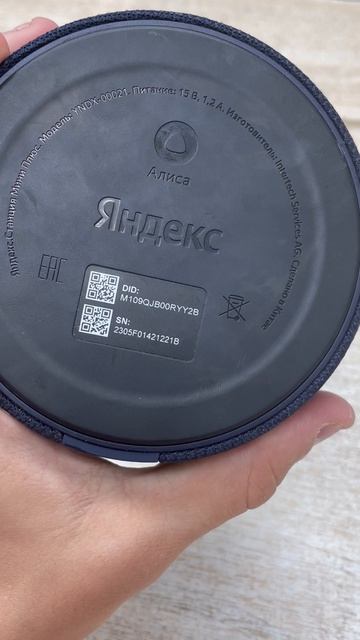 Яндекс.Станция Мини Плюс. Модель: YNDX-00021. Питание: 15 В, 1,2 А. Изготовитель: Intertech Services AG. Сделано в Китае
Алиса
Яндекс
EAC
DID:
M109QJB00RYY2B
SN:
2305F01421221B